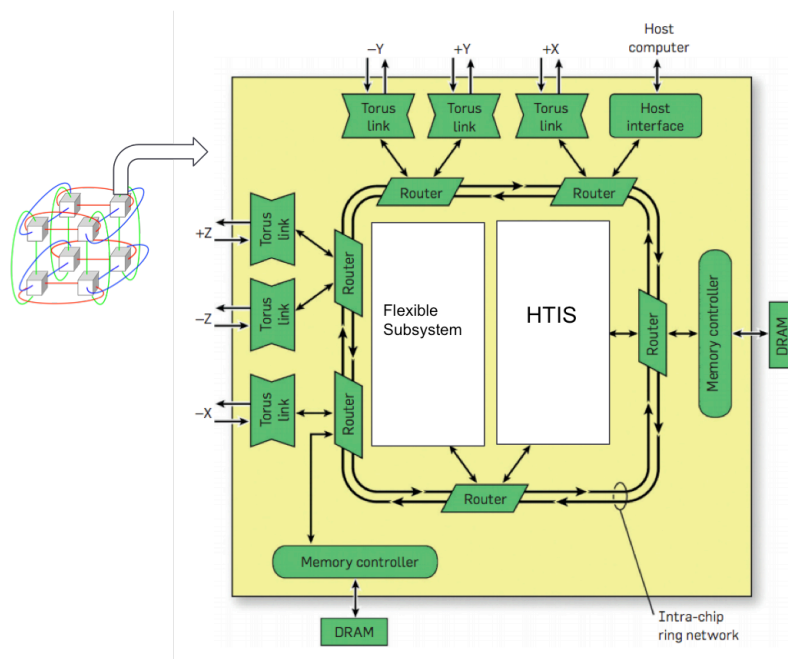 Host
computer
−Y
+Y
+X
Torus
link
Torus
link
Torus
link
Host
interface
Router
Router
+Z
Torus
link
Router
Flexible
Subsystem
HTIS
−Z
Torus
link
Router
Memory controller
DRAM
−X
Torus
link
Router
Router
Memory controller
DRAM
Intra-chip
ring network